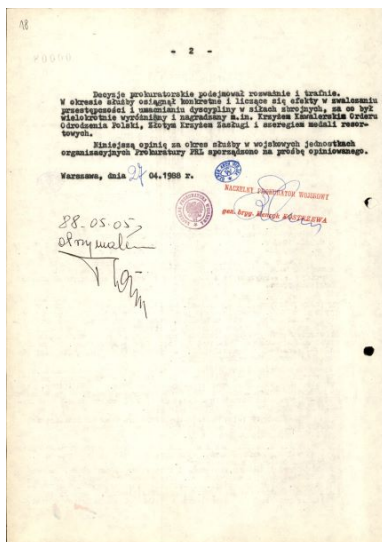 18
- 2 -
Decyzje prokuratorskie podejmował rozważnie i trafnie.
W okresie służby osiągnął konkretne i liczące się efekty w zwalczaniu
przestępczości i umacnianiu dyscypliny w siłach zbrojnych, za co był
wielokrotnie wyróżniany i nagradzany m.in. Krzyżem Kawalerskim Orderu
Odrodzenia Polski, Złotym Krzyżem Zasługi i szeregiem medali resor-
towych.
Niniejszą opinię za okres służby w wojskowych jednostkach
organizacyjnych Prokuratury PRL sporządzono na prośbę opiniowanego.
Warszawa, dnia 27 04.1988 r.
NACZELNY PROKURATOR WOJSKOWY
gen. bryg. Henryk KOSTRZEWA
88.05.05,
otrzymałem